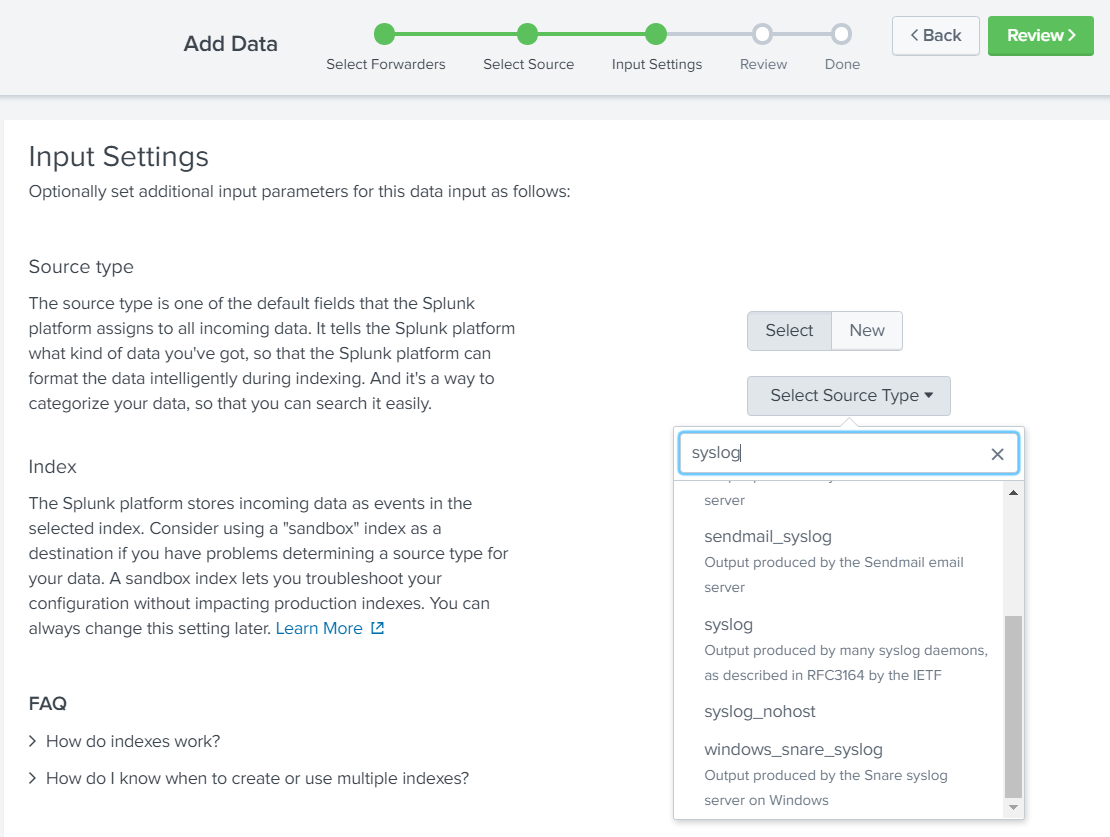 Add Data
Select Forwarders
Select Source
Input Settings
Review
Done
Back
Review
Input Settings
Optionally set additional input parameters for this data input as follows:
Source type
The source type is one of the default fields that the Splunk
platform assigns to all incoming data. It tells the Splunk platform
what kind of data you've got, so that the Splunk platform can
format the data intelligently during indexing. And it's a way to
categorize your data, so that you can search it easily.
Select
New
Select Source Type
syslog
server
sendmail_syslog
Output produced by the Sendmail email
server
syslog
Output produced by many syslog daemons,
as described in RFC3164 by the IETF
syslog_nohost
windows_snare_syslog
Output produced by the Snare syslog
server on Windows
Index
The Splunk platform stores incoming data as events in the
selected index. Consider using a "sandbox" index as a
destination if you have problems determining a source type for
your data. A sandbox index lets you troubleshoot your
configuration without impacting production indexes. You can
always change this setting later. Learn More
FAQ
How do indexes work?
How do I know when to create or use multiple indexes?